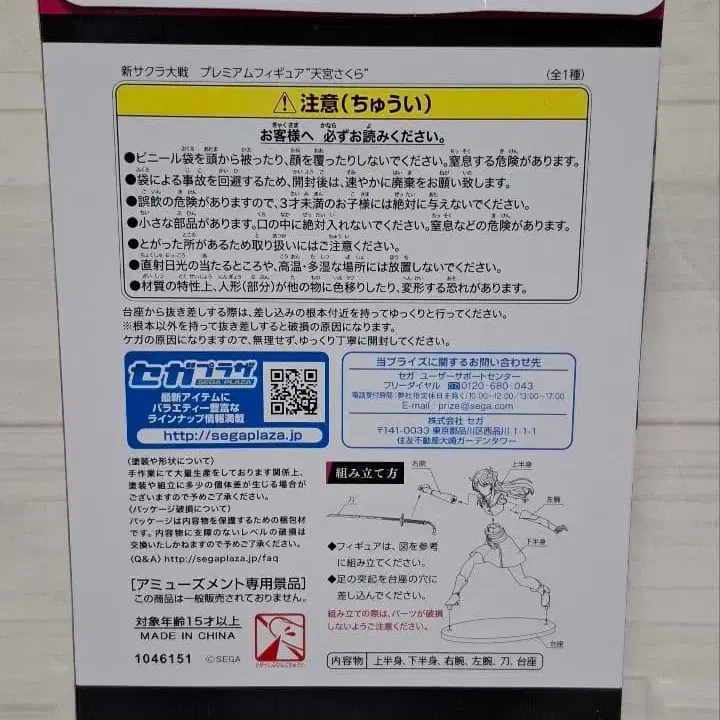 新サクラ大戦 プレミアムフィギュア"天宮さくら" (全1種)
⚠注意(ちゅうい)
お客様へ 必ずお読みください。
●ビニール袋を頭から被ったり、顔を覆ったりしないでください。窒息する危険があります。
●袋による事故を回避するため、開封後は、速やかに廃棄をお願い致します。
●誤飲の危険がありますので、3才未満のお子様には絶対に与えないでください。
●小さな部品があります。口の中に絶対入れないでください。窒息などの危険があります。
●とがった所があるため取り扱いにはご注意ください。
●直射日光の当たるところや、高温・多湿な場所には放置しないでください。
●材質の特性上、人形(部分)が他の物に色移りしたり、変形する恐れがあります。
台座から抜き差しする際は、差し込みの根本付近を持ってゆっくりと行ってください。
※根本以外を持って抜き差しすると破損の原因になります。
ケガの原因になりますので、無理せず、ゆっくり丁寧に開封してください。
セガプラザ
SEGA PLAZA
最新アイテムに
バラエティー豊富な
ラインナップ情報満載
http://segaplaza.jp
当プライズに関するお問い合わせ先
セガ ユーザーサポートセンター
フリーダイヤル 0120-680-043
電話受付時間:弊社指定休日を除く/10:00~12:00/13:00~17:00
E-mail:prize@sega.com
株式会社 セガ
〒141-0033 東京都品川区西品川 1-1-1
住友不動産大崎ガーデンタワー
〈塗装や形状について〉
手作業にて大量生産をしております関係上、
塗装や組立に多少の個体差が生じる場合が
ございますので予めご了承ください。
〈パッケージ破損について〉
パッケージは内容物を保護するための梱包材
です。内容物に支障のないレベルの破損は
交換いたしかねますので予めご了承ください。
〈Q&A〉http://segaplaza.jp/faq
[アミューズメント専用景品]
この商品は一般販売されておりません。
対象年齢15才以上
MADE IN CHINA
1046151 ©SEGA
組み立て方
右腕
上半身
左腕
刀
下半身
◆フィギュアは、図を参考
に組み立てください。
◆足の突起を台座の穴に
差し込んでください。
組み立ての際は、パーツが破損
しないようご注意ください。
台座
内容物 上半身、下半身、右腕、左腕、刀、台座